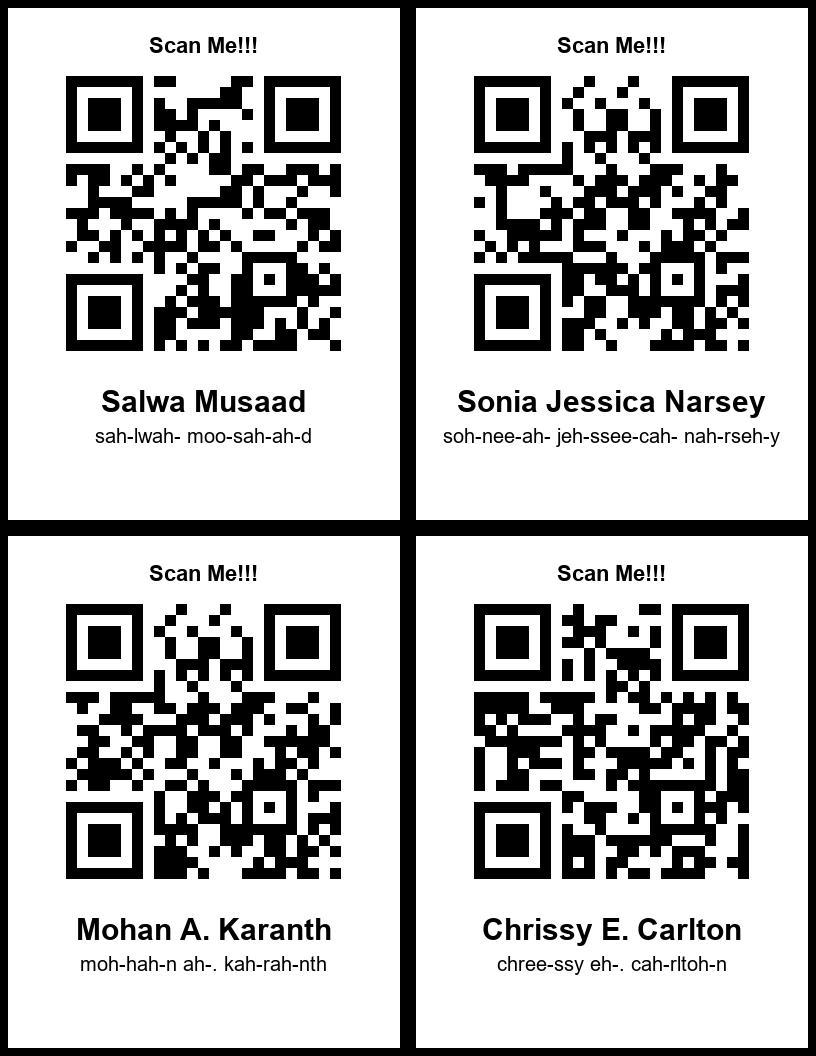 Scan Me!!!
Salwa Musaad
sah-lwah- moo-sah-ah-d
Scan Me!!!
Sonia Jessica Narsey
soh-nee-ah- jeh-ssee-cah- nah-rseh-y
Scan Me!!!
Mohan A. Karanth
moh-hah-n ah-. kah-rah-nth
Scan Me!!!
Chrissy E. Carlton
chree-ssy eh-. cah-rltoh-n